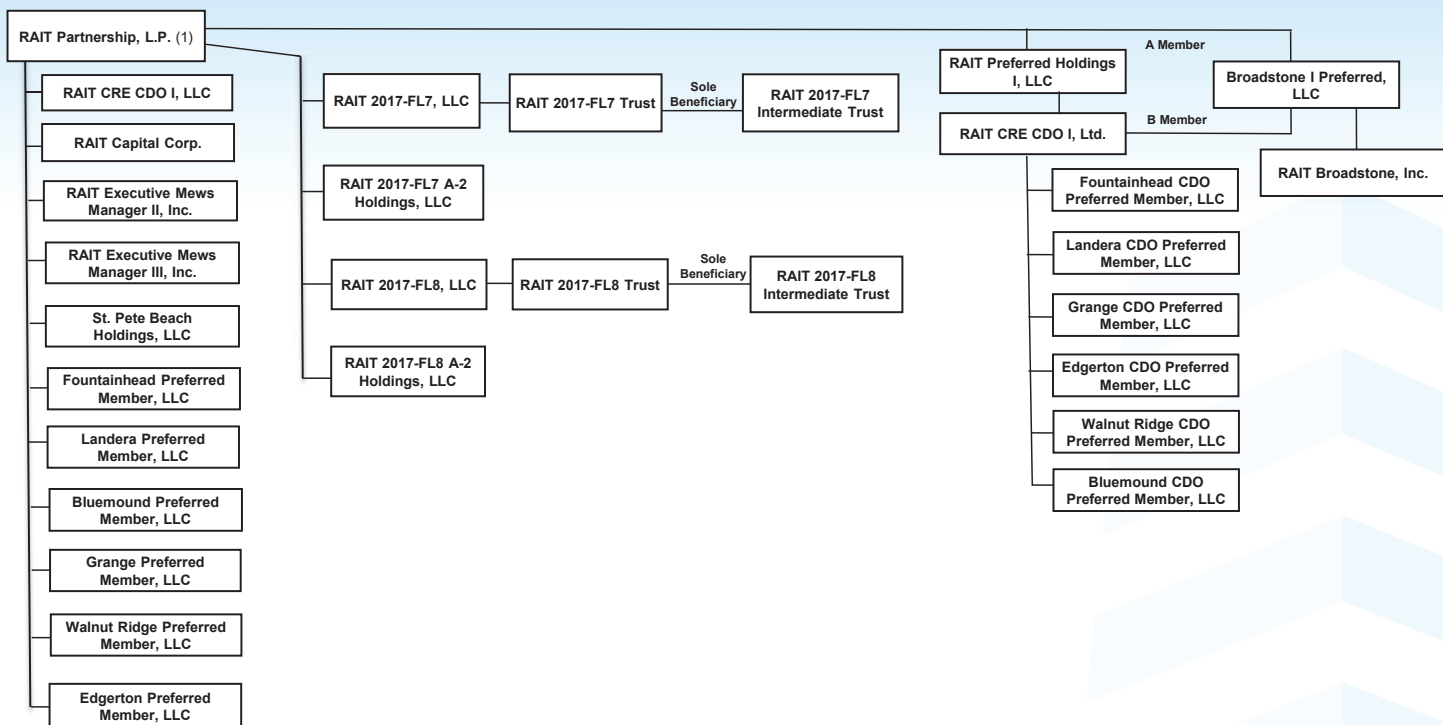 RAIT Partnership, L.P. (1)
RAIT CRE CDO I, LLC
RAIT Capital Corp.
RAIT Executive Mews
Manager II, Inc.
RAIT Executive Mews
Manager III, Inc.
St. Pete Beach
Holdings, LLC
Fountainhead Preferred
Member, LLC
Landera Preferred
Member, LLC
Bluemound Preferred
Member, LLC
Grange Preferred
Member, LLC
Walnut Ridge Preferred
Member, LLC
Edgerton Preferred
Member, LLC
RAIT 2017-FL7, LLC
RAIT 2017-FL7 Trust
Sole
Beneficiary
RAIT 2017-FL7
Intermediate Trust
RAIT 2017-FL7 A-2
Holdings, LLC
RAIT 2017-FL8, LLC
RAIT 2017-FL8 Trust
Sole
Beneficiary
RAIT 2017-FL8
Intermediate Trust
RAIT 2017-FL8 A-2
Holdings, LLC
RAIT Preferred Holdings
I, LLC
A Member
Broadstone I Preferred,
LLC
RAIT CRE CDO I, Ltd.
B Member
RAIT Broadstone, Inc.
Fountainhead CDO
Preferred Member, LLC
Landera CDO Preferred
Member, LLC
Grange CDO Preferred
Member, LLC
Edgerton CDO Preferred
Member, LLC
Walnut Ridge CDO
Preferred Member, LLC
Bluemound CDO
Preferred Member, LLC